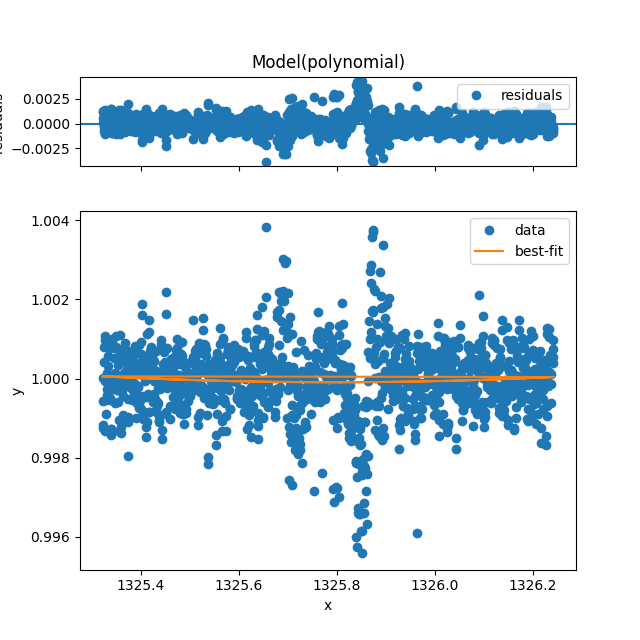 Model(polynomial)
0.0025
0.0000
−0.0025
residuals
residuals
1.004
1.002
1.000
0.998
0.996
y
data
best-fit
1325.4
1325.6
1325.8
1326.0
1326.2
x